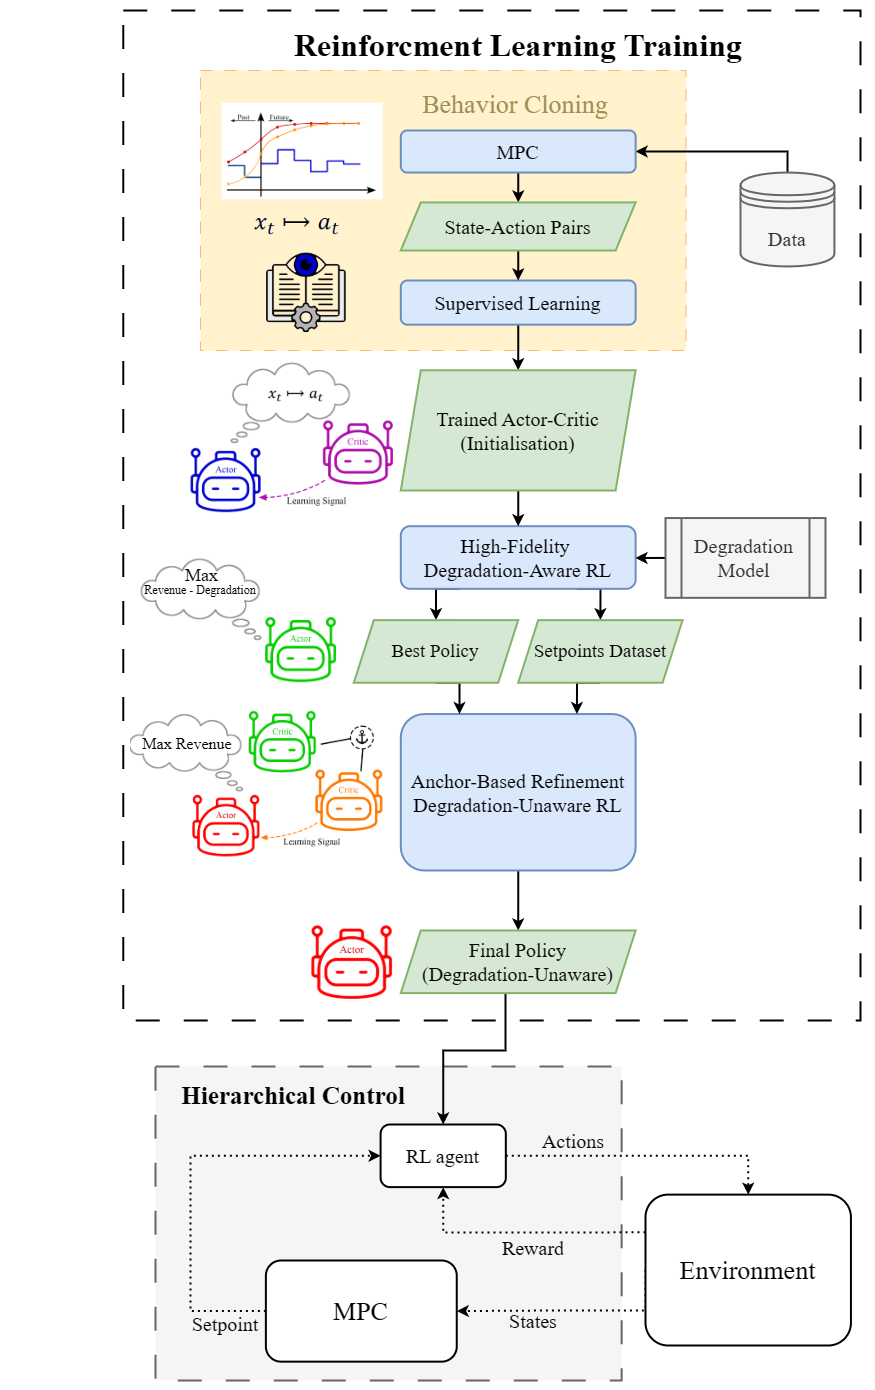 Reinforcment Learning Training
Behavior Cloning
Past
Future
MPC
x_t ↦ a_t
State-Action Pairs
Data
Supervised Learning
x_t ↦ a_t
Trained Actor-Critic
(Initialisation)
Critic
Actor
Learning Signal
High-Fidelity
Degradation-Aware RL
Degradation
Model
Max
Revenue - Degradation
Actor
Best Policy
Setpoints Dataset
Critic
Max Revenue
Critic
Actor
Learning Signal
Anchor-Based Refinement
Degradation-Unaware RL
Actor
Final Policy
(Degradation-Unaware)
Hierarchical Control
RL agent
Actions
Reward
Environment
MPC
Setpoint
States